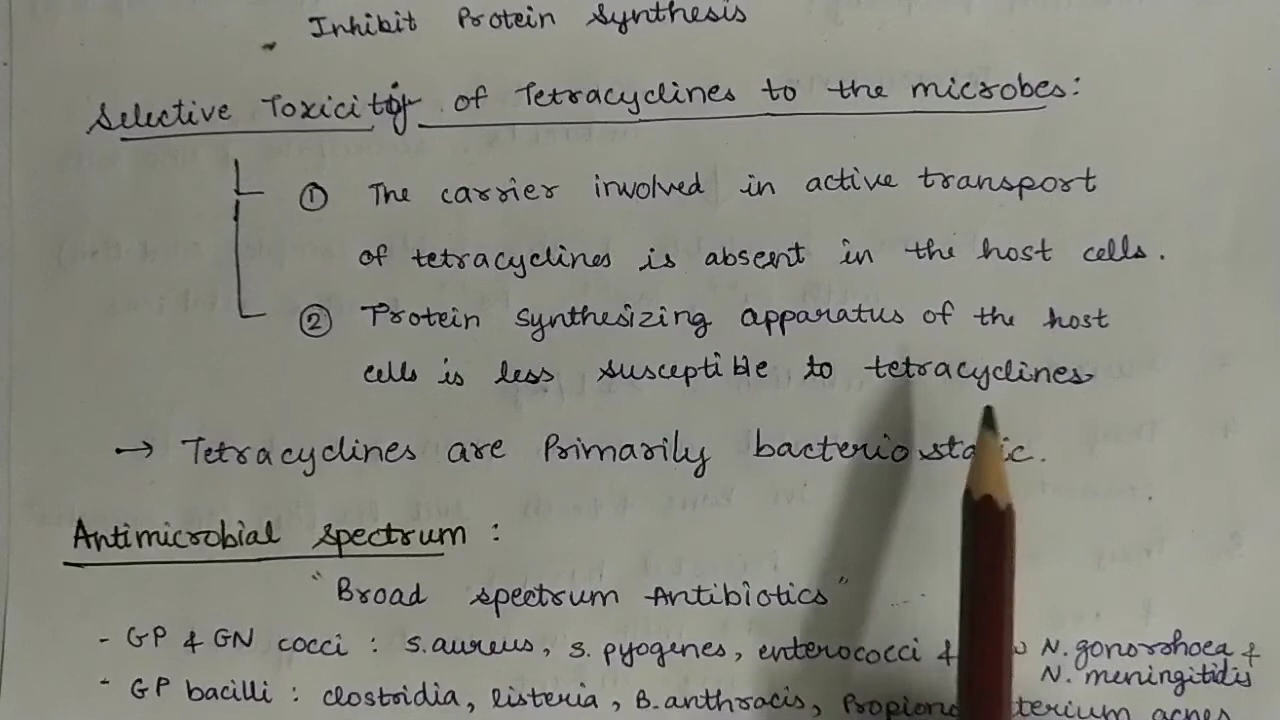 Inhibit Protein Synthesis
Selective Toxicity of Tetracyclines to the microbes:
① The carrier involved in active transport
of tetracyclines is absent in the host cells.
② Protein synthesizing apparatus of the host
cells is less susceptible to tetracyclines
→ Tetracyclines are Primarily bacteriostatic.
Antimicrobial spectrum :
"Broad spectrum Antibiotics"
- GP & GN cocci : S. aureus, S. pyogenes, enterococci & N. gonorrhoea &
N. meningitidis
- GP bacilli : clostridia, listeria, B. anthracis, Propionobacterium acnes